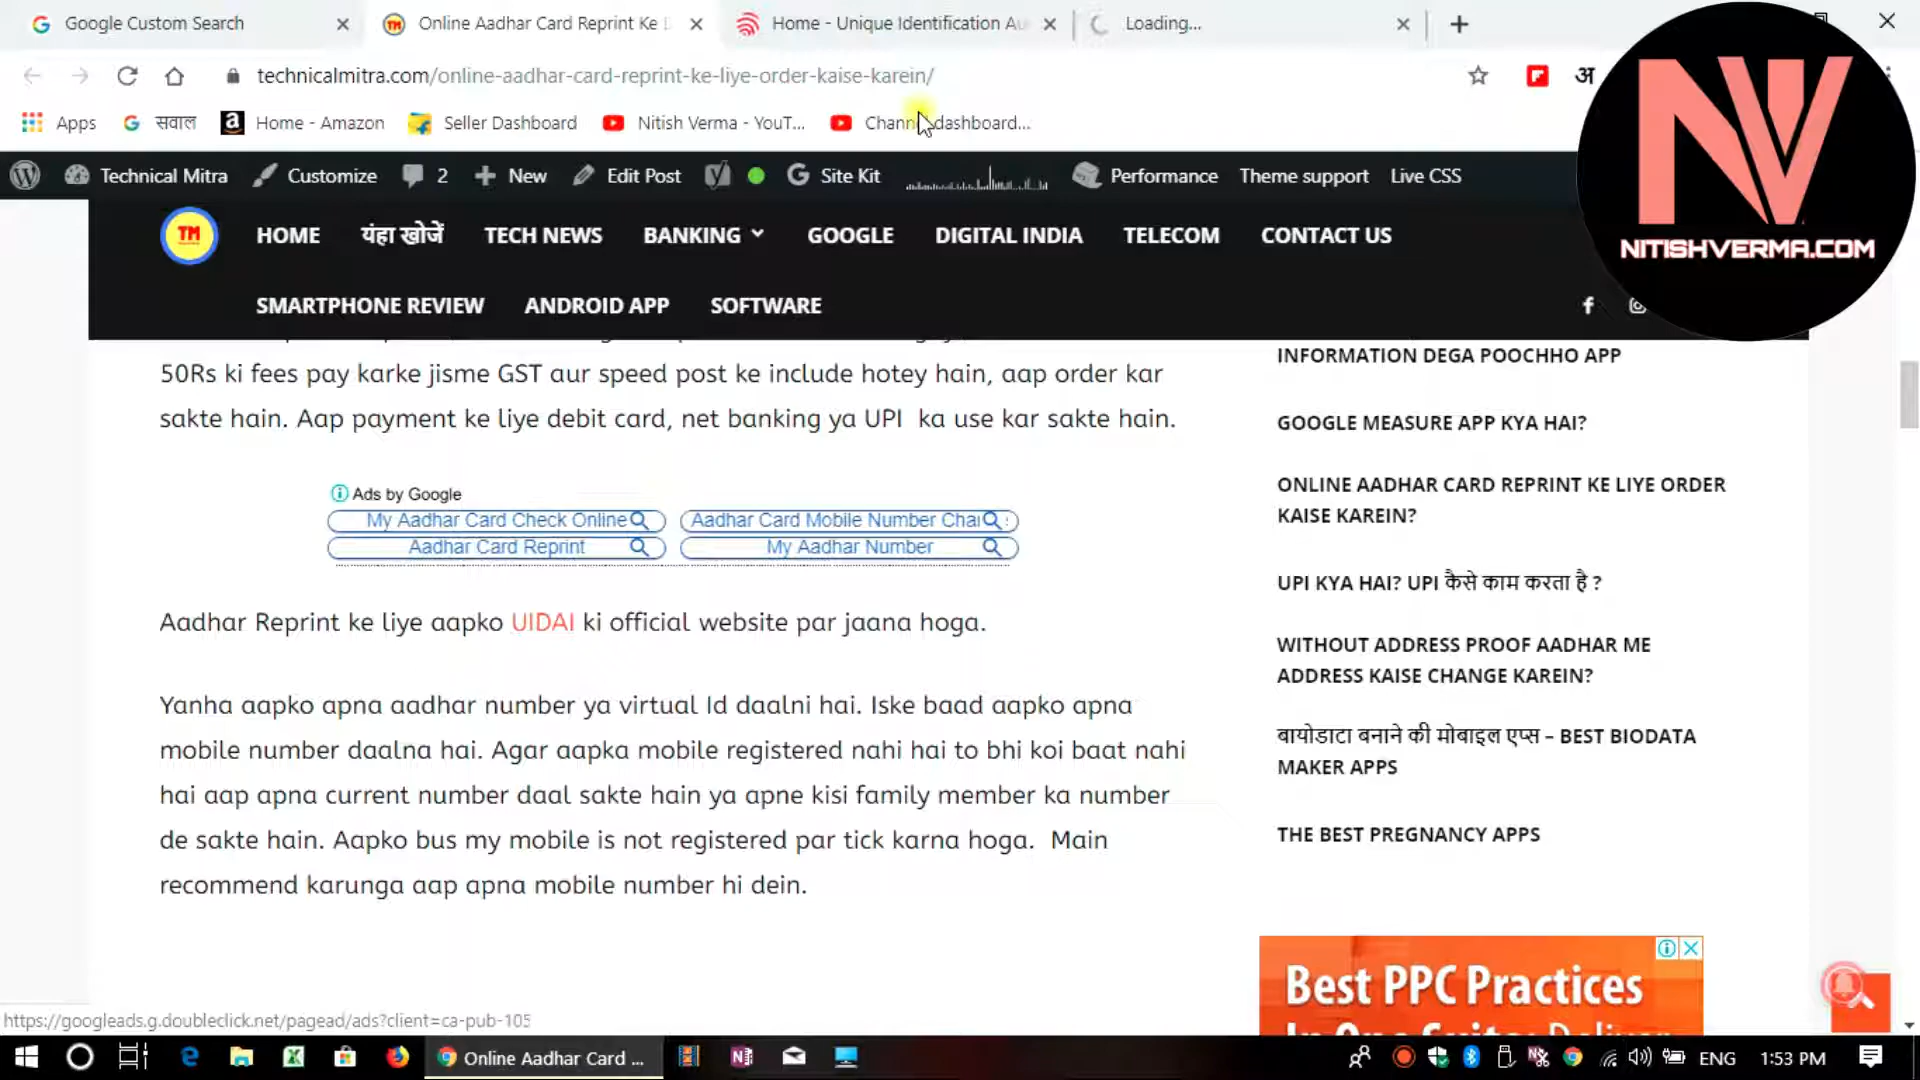 Google Custom Search
Online Aadhar Card Reprint Ke
Home - Unique Identification Au
Loading...
technicalmitra.com/online-aadhar-card-reprint-ke-liye-order-kaise-karein/
अ
Apps
सवाल
Home - Amazon
Seller Dashboard
Nitish Verma - YouT...
Channel dashboard...
Technical Mitra
Customize
2
New
Edit Post
Site Kit
Performance
Theme support
Live CSS
NV
NITISHVERMA.COM
TM
HOME
यंहा खोजें
TECH NEWS
BANKING
GOOGLE
DIGITAL INDIA
TELECOM
CONTACT US
SMARTPHONE REVIEW
ANDROID APP
SOFTWARE
50Rs ki fees pay karke jisme GST aur speed post ke include hotey hain, aap order kar
sakte hain. Aap payment ke liye debit card, net banking ya UPI ka use kar sakte hain.
Ads by Google
My Aadhar Card Check Online
Aadhar Card Mobile Number Chai
Aadhar Card Reprint
My Aadhar Number
Aadhar Reprint ke liye aapko UIDAI ki official website par jaana hoga.
Yanha aapko apna aadhar number ya virtual Id daalni hai. Iske baad aapko apna
mobile number daalna hai. Agar aapka mobile registered nahi hai to bhi koi baat nahi
hai aap apna current number daal sakte hain ya apne kisi family member ka number
de sakte hain. Aapko bus my mobile is not registered par tick karna hoga. Main
recommend karunga aap apna mobile number hi dein.
INFORMATION DEGA POOCHHO APP
GOOGLE MEASURE APP KYA HAI?
ONLINE AADHAR CARD REPRINT KE LIYE ORDER
KAISE KAREIN?
UPI KYA HAI? UPI कैसे काम करता है ?
WITHOUT ADDRESS PROOF AADHAR ME
ADDRESS KAISE CHANGE KAREIN?
बायोडाटा बनाने की मोबाइल एप्स – BEST BIODATA
MAKER APPS
THE BEST PREGNANCY APPS
Best PPC Practices
https://googleads.g.doubleclick.net/pagead/ads?client=ca-pub-105
Online Aadhar Card ...
ENG
1:53 PM